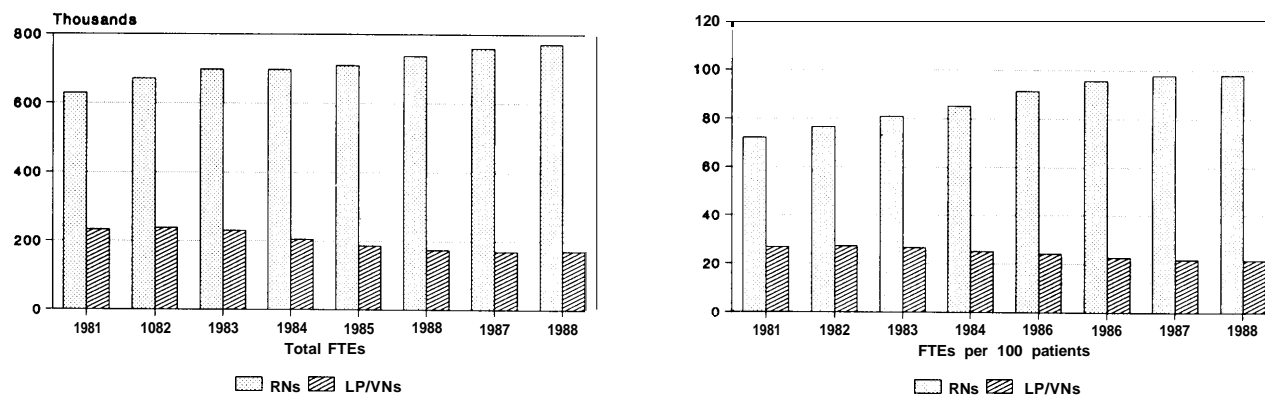 Thousands
800
600
400
200
0
1981 1082 1983 1984 1985 1988 1987 1988
Total FTEs
RNs LP/VNs
120
100
80
60
40
20
0
1981 1982 1983 1984 1986 1986 1987 1988
FTEs per 100 patients
RNs LP/VNs